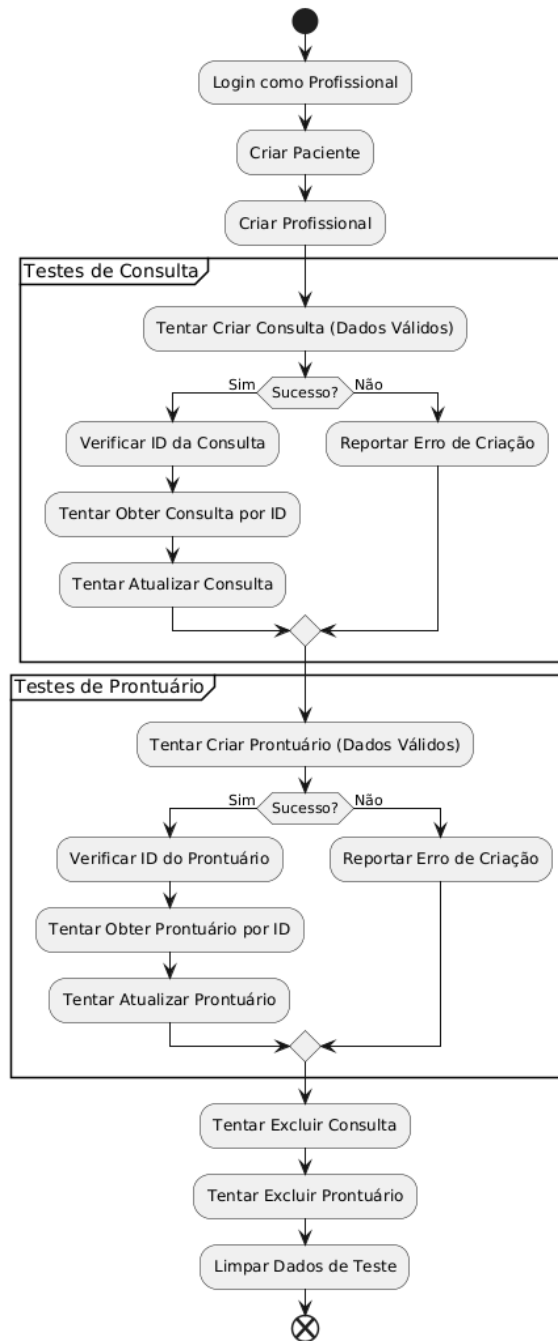 Login como Profissional
Criar Paciente
Criar Profissional
Testes de Consulta
Tentar Criar Consulta (Dados Válidos)
Sim
Sucesso?
Não
Verificar ID da Consulta
Reportar Erro de Criação
Tentar Obter Consulta por ID
Tentar Atualizar Consulta
Testes de Prontuário
Tentar Criar Prontuário (Dados Válidos)
Sim
Sucesso?
Não
Verificar ID do Prontuário
Reportar Erro de Criação
Tentar Obter Prontuário por ID
Tentar Atualizar Prontuário
Tentar Excluir Consulta
Tentar Excluir Prontuário
Limpar Dados de Teste